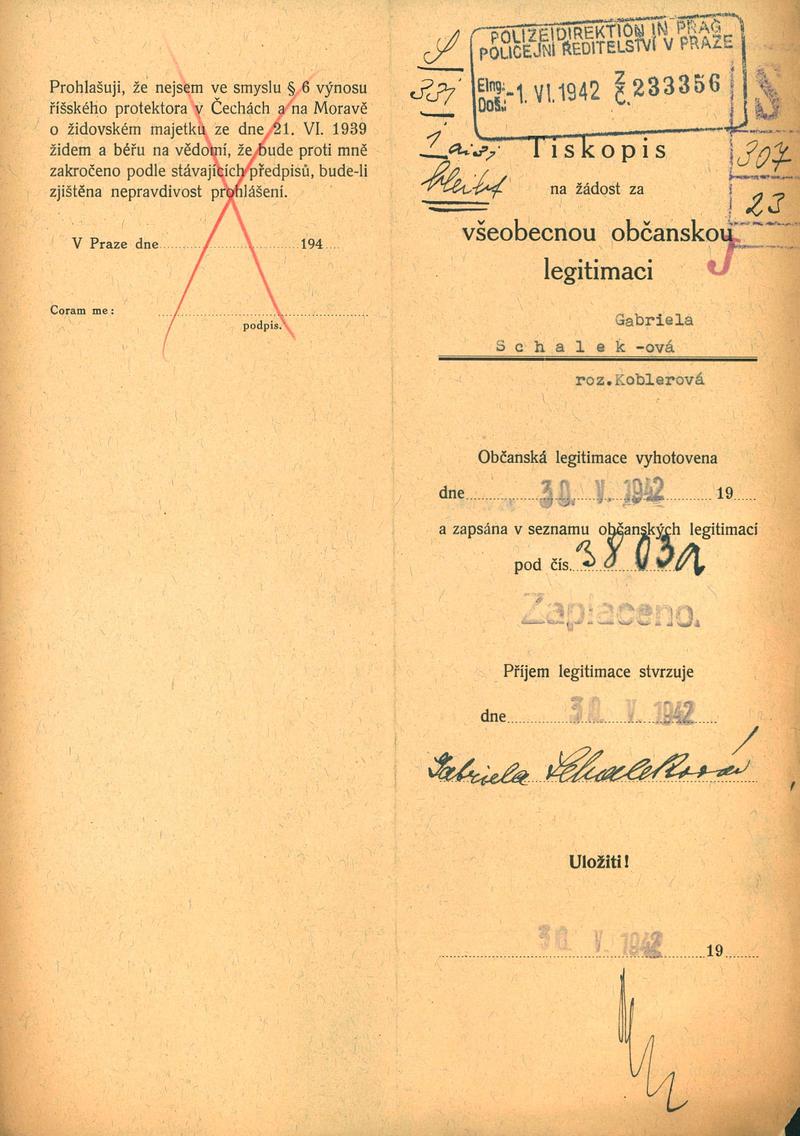 Prohlašuji, že nejsem ve smyslu § 6 výnosu
říšského protektora v Čechách a na Moravě
o židovském majetku ze dne 21. VI. 1939
židem a béřu na vědomí, že bude proti mně
zakročeno podle stávajících předpisů, bude-li
zjištěna nepravdivost prohlášení.
V Praze dne 194
Coram me:
podpis.
POLIZEIDIREKTION IN PRAG
POLICEJNÍ ŘEDITELSTVÍ V PRAZE
Eing.:
Doš.: -1. VI. 1942 Z Č. 233356
S
307
23
bleibt
Tiskopis
na žádost za
všeobecnou občanskou
legitimaci
Gabriela
Schalek-ová
roz.Koblerová
Občanská legitimace vyhotovena
dne 30. V. 1942 19
a zapsána v seznamu občanských legitimací
pod čís. 3803a
Zaplaceno.
Příjem legitimace stvrzuje
dne 30. V. 1942
Gabriela Schaleková
Uložiti!
30. V. 1942 19